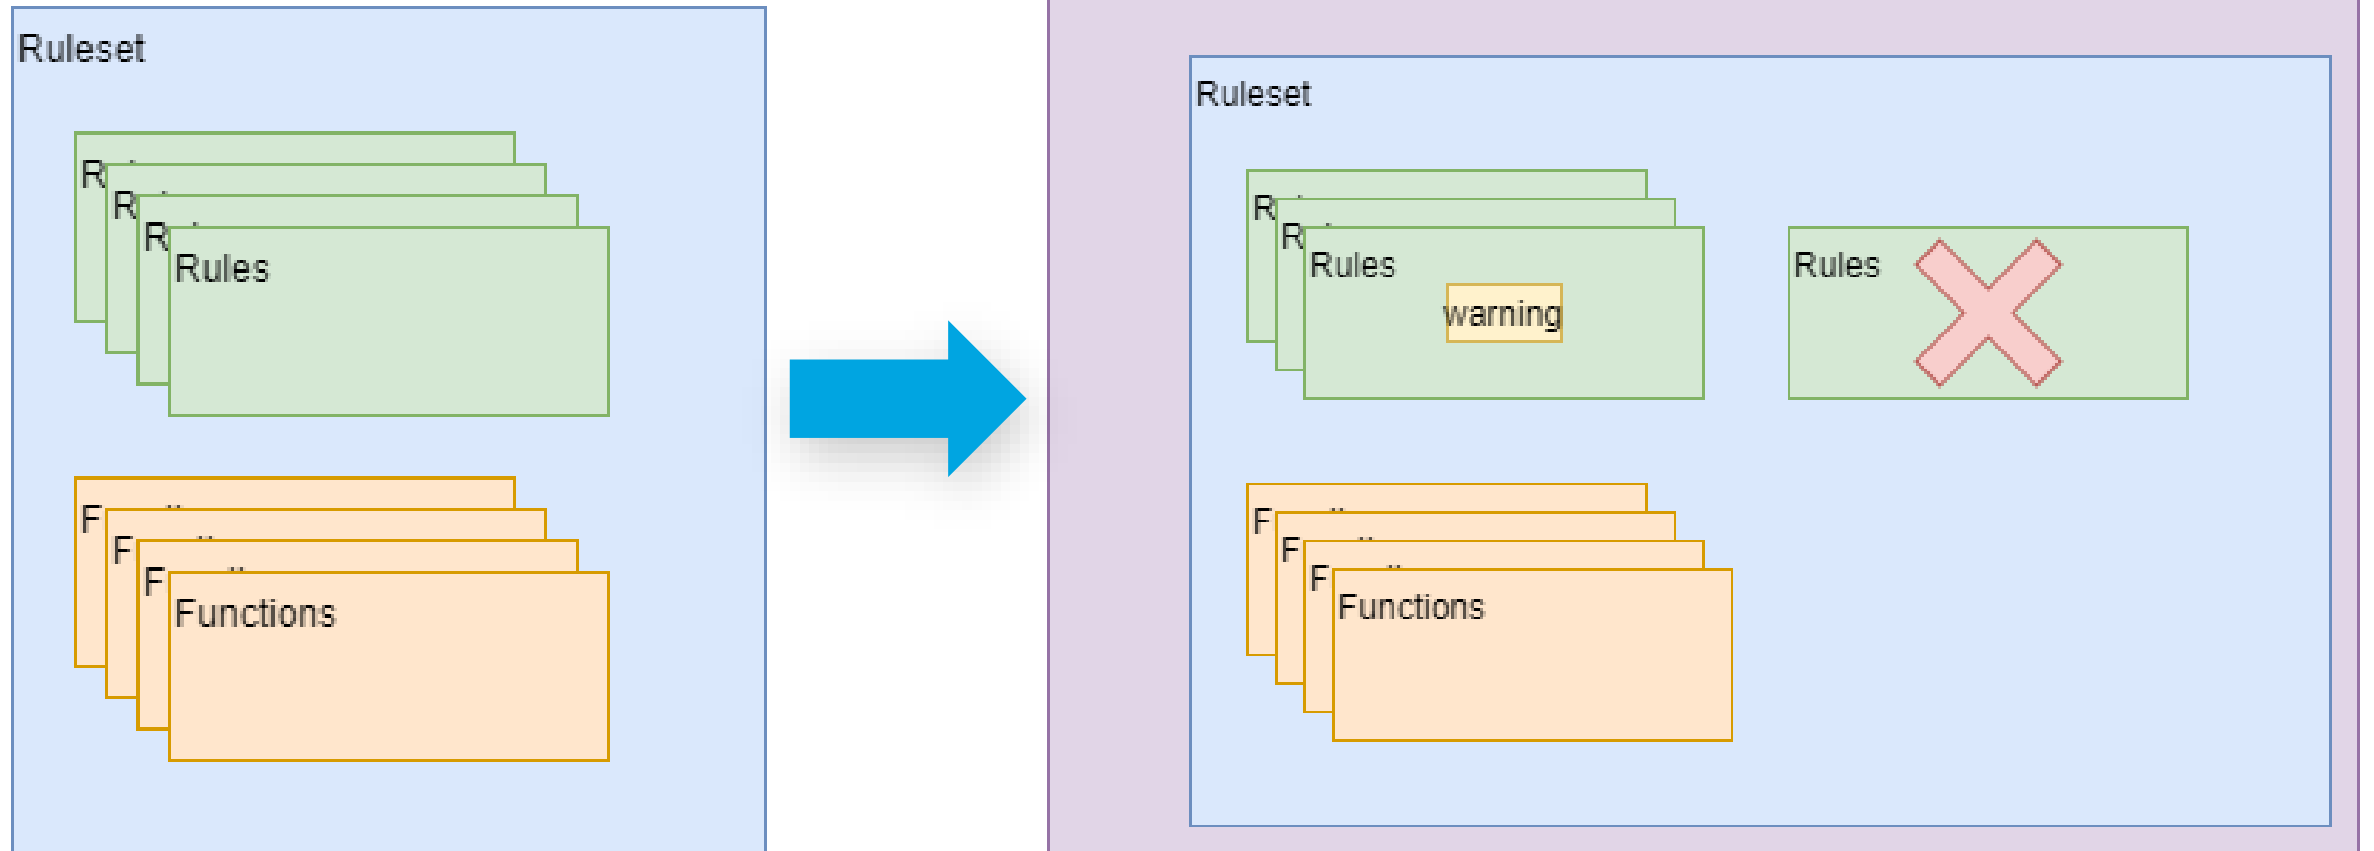 Ruleset
Rules
Functions
Ruleset
Rules
warning
Rules
Functions